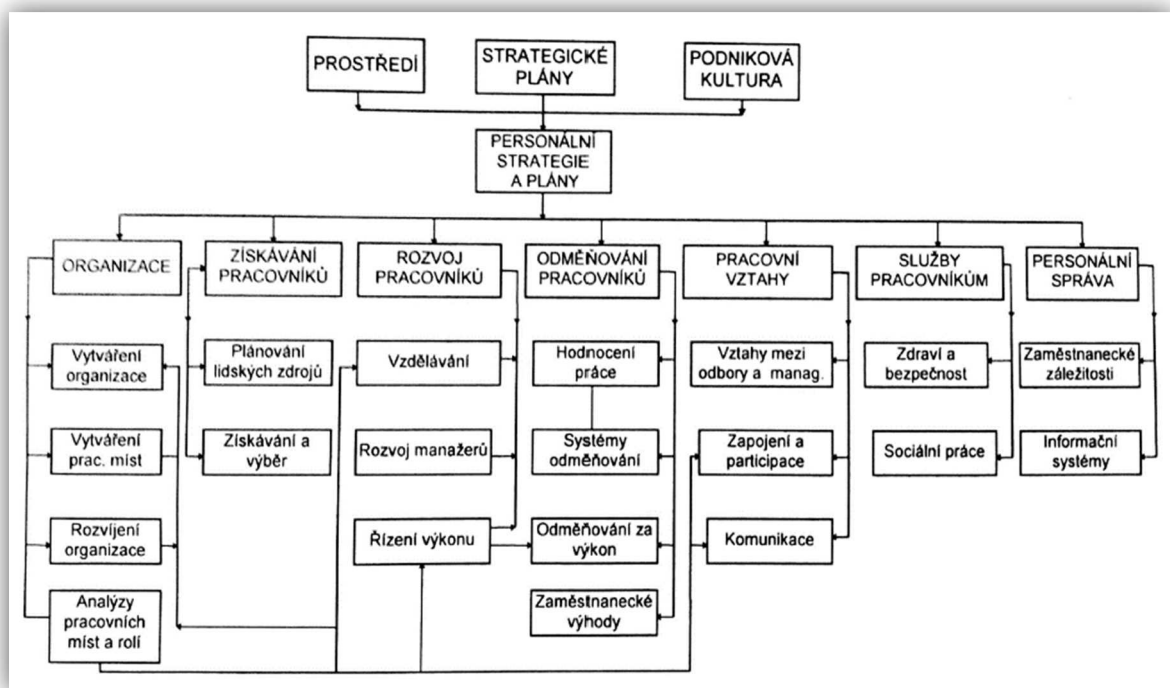 PROSTŘEDÍ
STRATEGICKÉ
PLÁNY
PODNIKOVÁ
KULTURA
PERSONÁLNÍ
STRATEGIE
A PLÁNY
ORGANIZACE
ZÍSKÁVÁNÍ
PRACOVNÍKŮ
ROZVOJ
PRACOVNÍKŮ
ODMĚŇOVÁNÍ
PRACOVNÍKŮ
PRACOVNÍ
VZTAHY
SLUŽBY
PRACOVNÍKŮM
PERSONÁLNÍ
SPRÁVA
Vytváření
organizace
Plánování
lidských zdrojů
Vzdělávání
Hodnocení
práce
Vztahy mezi
odbory a manag.
Zdraví a
bezpečnost
Zaměstnanecké
záležitosti
Vytváření
prac. míst
Získávání a
výběr
Rozvoj manažerů
Systémy
odměňování
Zapojení a
participace
Sociální práce
Informační
systémy
Rozvíjení
organizace
Řízení výkonu
Odměňování za
výkon
Komunikace
Analýzy
pracovních
míst a rolí
Zaměstnanecké
výhody